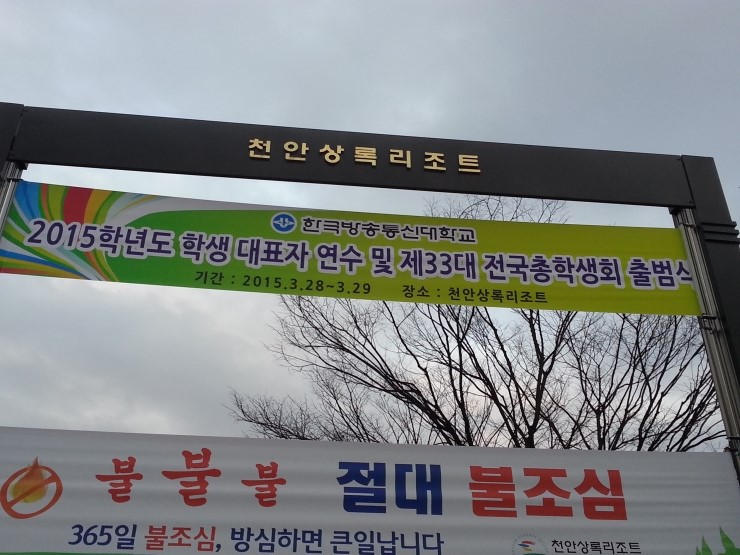 천안상록리조트
한국방송통신대학교
2015학년도 학생 대표자 연수 및 제33대 전국총학생회 출범식
기간 : 2015.3.28~3.29 장소 : 천안상록리조트
불불불 절대 불조심
365일 불조심, 방심하면 큰일납니다
천안상록리조트